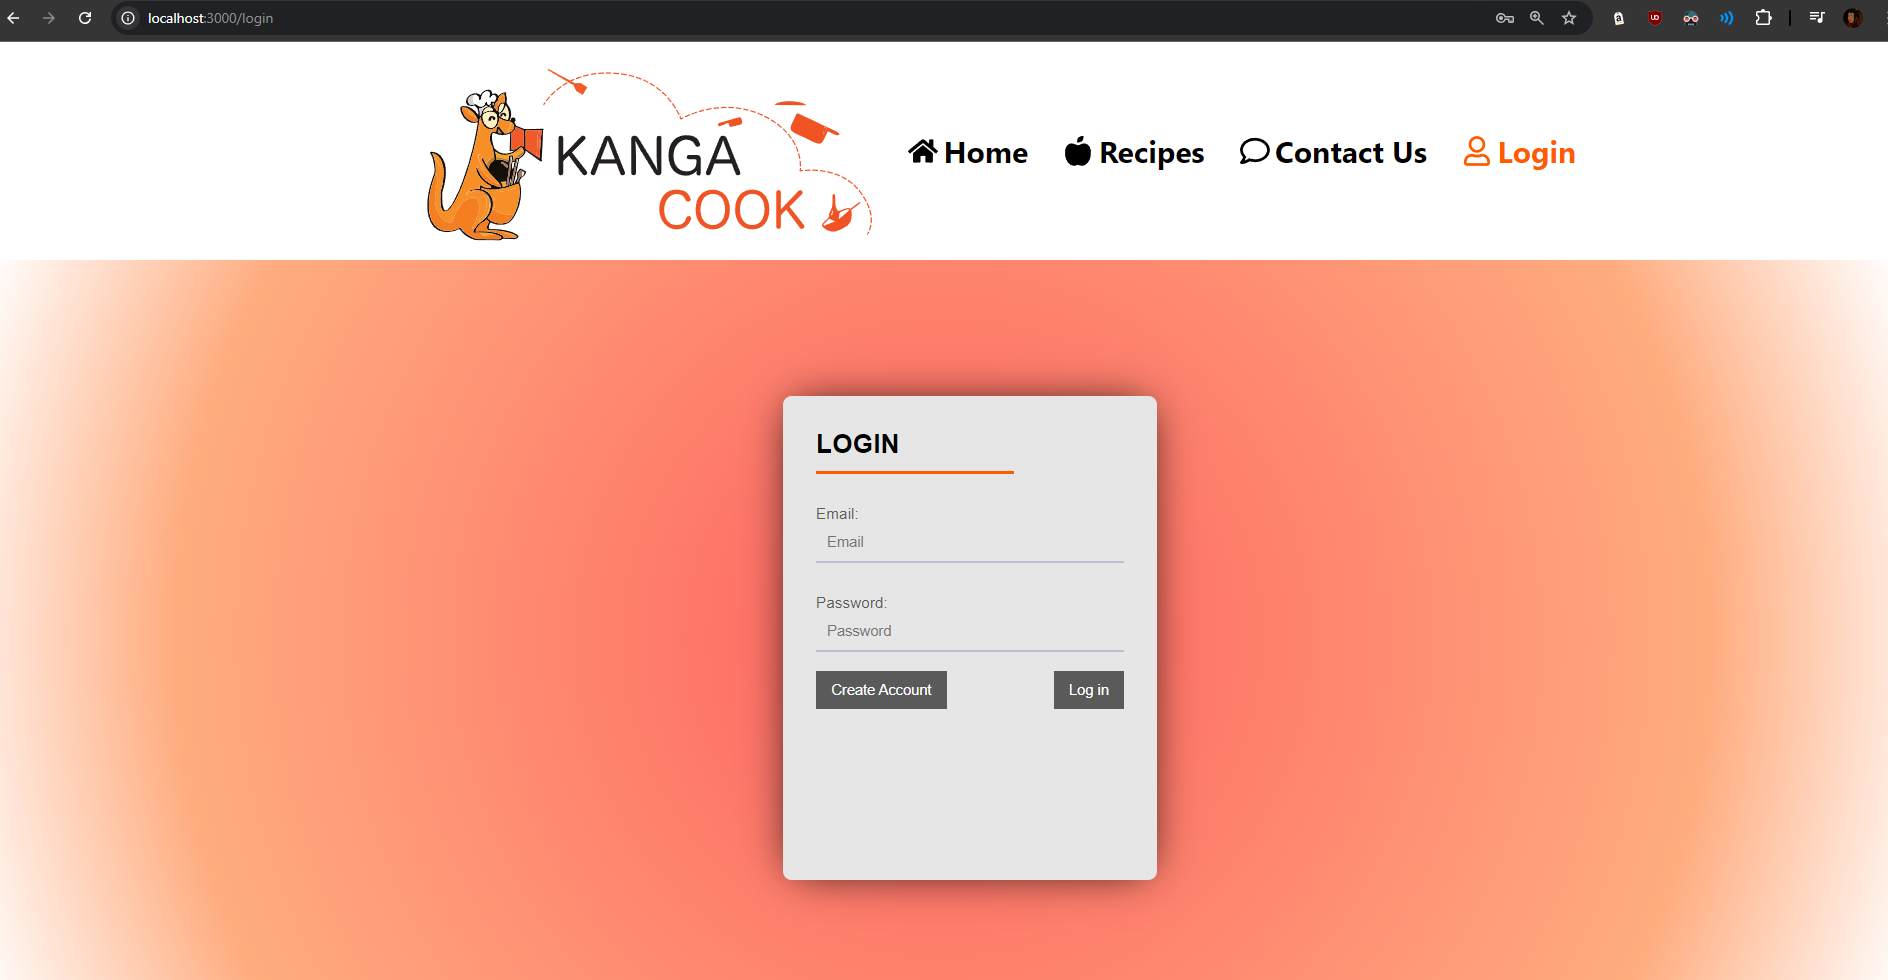 localhost:3000/login
KANGA
COOK
Home
Recipes
Contact Us
Login
LOGIN
Email:
Email
Password:
Password
Create Account
Log in